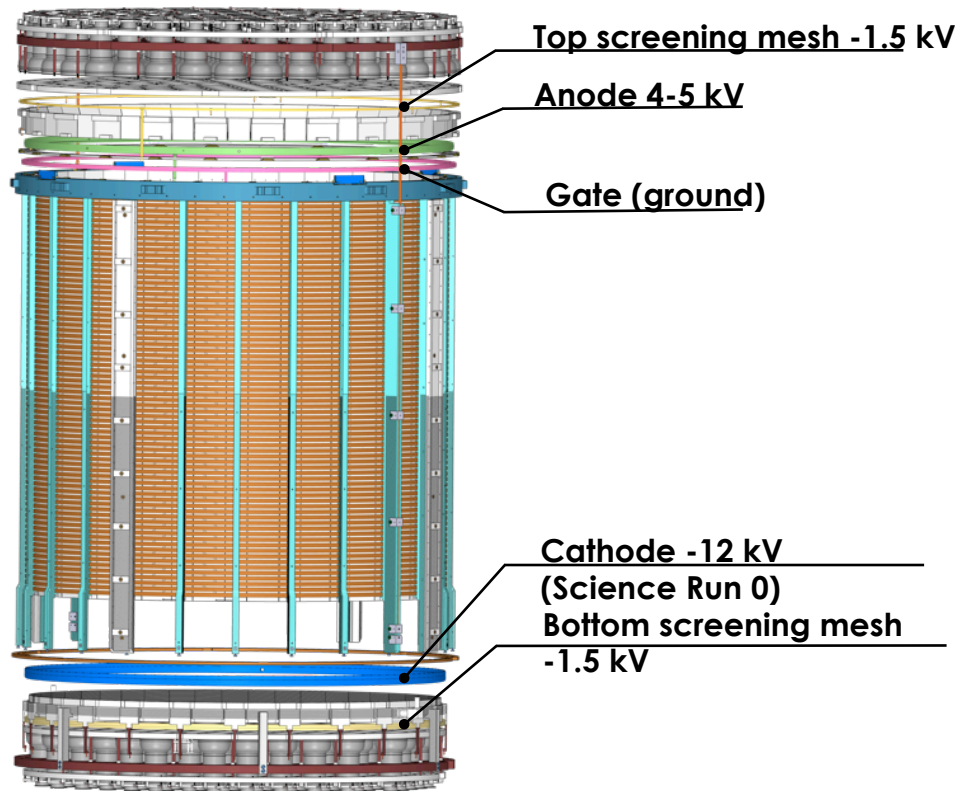 Top screening mesh -1.5 kV
Anode 4-5 kV
Gate (ground)
Cathode -12 kV
(Science Run 0)
Bottom screening mesh
-1.5 kV